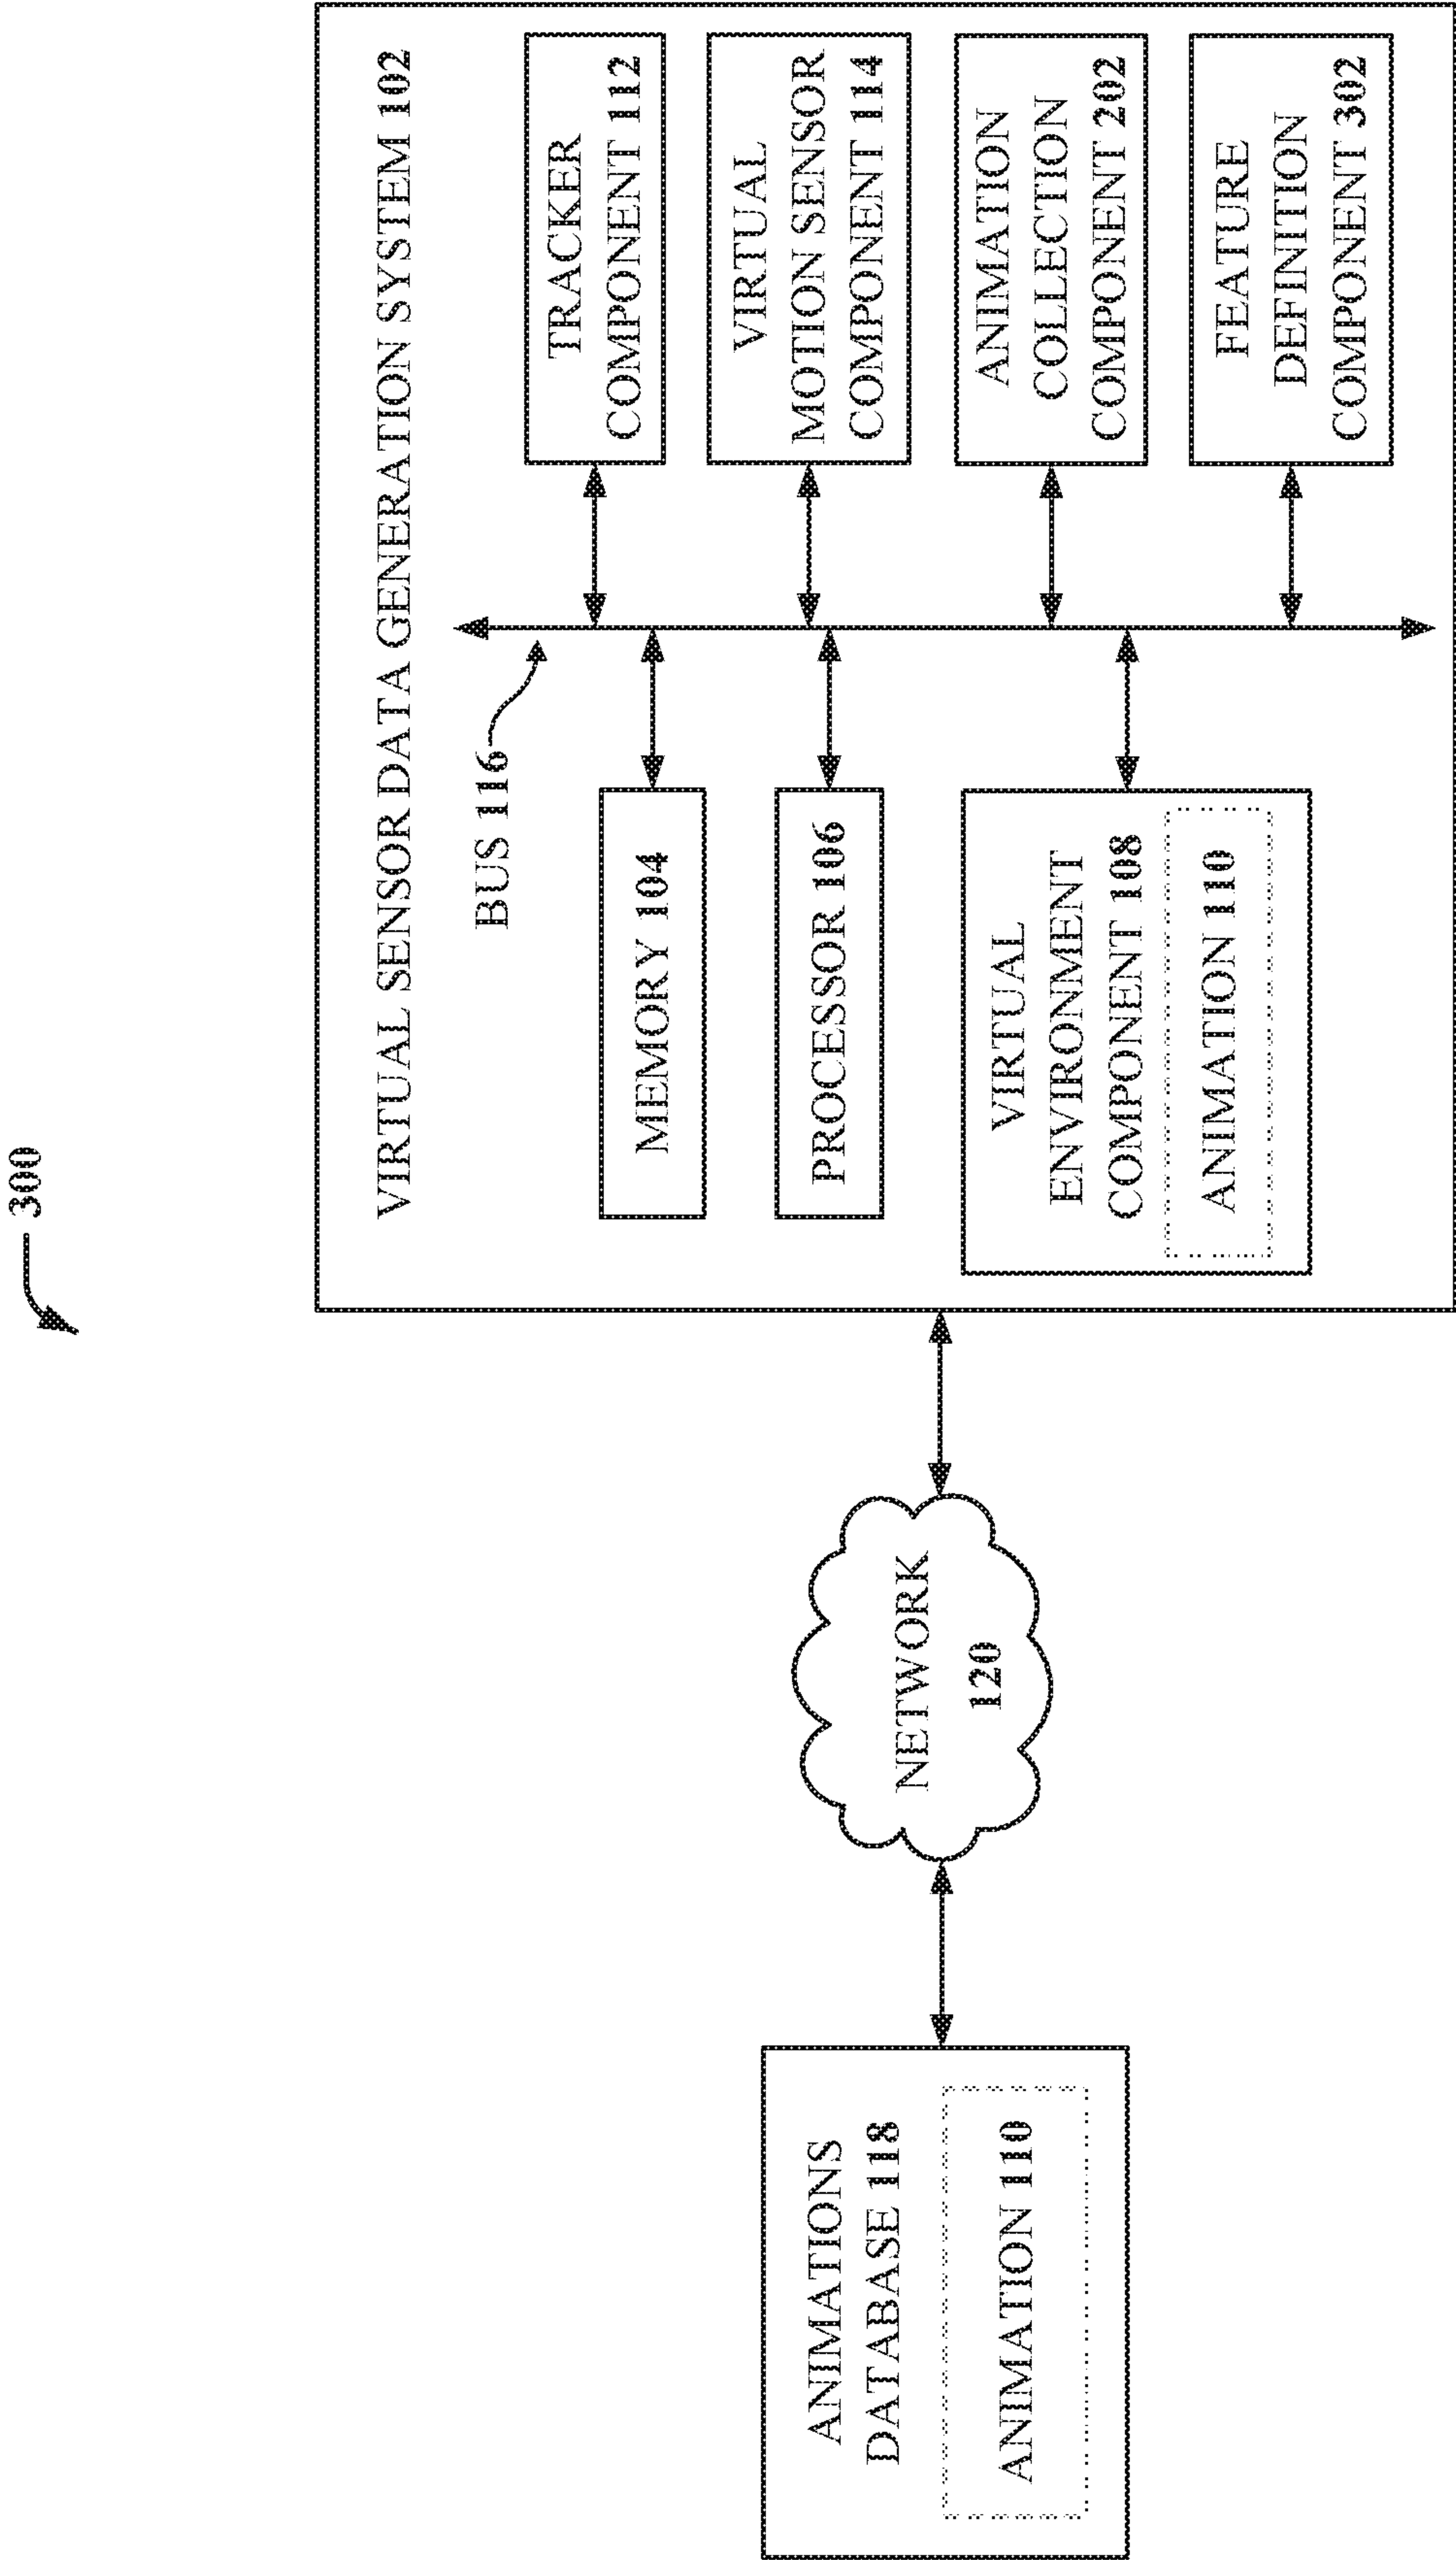 300
VIRTUAL SENSOR DATA GENERATION SYSTEM 102
BUS 116
MEMORY 104
PROCESSOR 106
VIRTUAL
ENVIRONMENT
COMPONENT 108
ANIMATION 110
TRACKER
COMPONENT 112
VIRTUAL
MOTION SENSOR
COMPONENT 114
ANIMATION
COLLECTION
COMPONENT 202
FEATURE
DEFINITION
COMPONENT 302
NETWORK
120
ANIMATIONS
DATABASE 118
ANIMATION 110